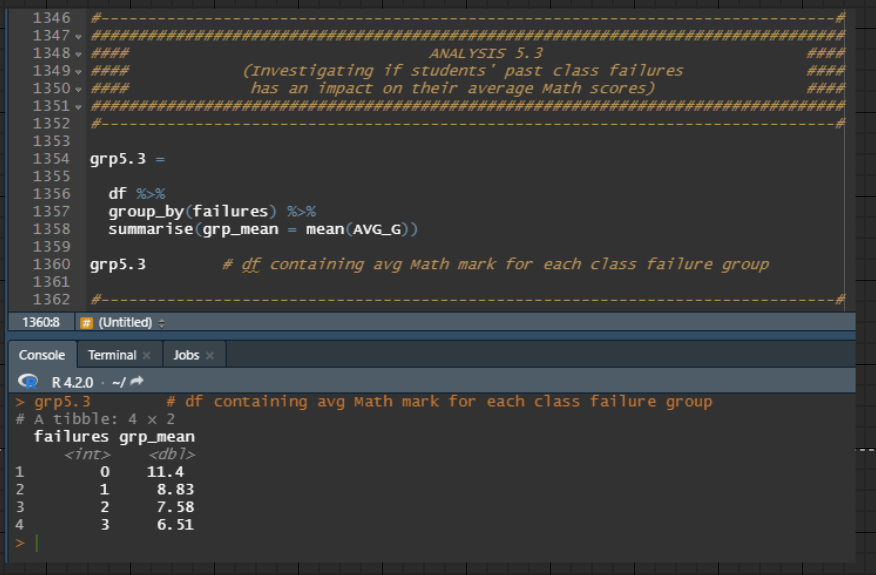 1346 #-------------------------------------------------------------------------------#
1347 #################################################################################
1348 #### ANALYSIS 5.3 ####
1349 #### (Investigating if students' past class failures ####
1350 #### has an impact on their average Math scores) ####
1351 #################################################################################
1352 #-------------------------------------------------------------------------------#
1353
1354 grp5.3 =
1355
1356 df %>%
1357 group_by(failures) %>%
1358 summarise(grp_mean = mean(AVG_G))
1359
1360 grp5.3 # df containing avg Math mark for each class failure group
1361
1362 #-------------------------------------------------------------------------------#
1360:8 # (Untitled)
Console Terminal × Jobs ×
R R 4.2.0 · ~/
> grp5.3 # df containing avg Math mark for each class failure group
# A tibble: 4 × 2
failures grp_mean
<int> <dbl>
1 0 11.4
2 1 8.83
3 2 7.58
4 3 6.51
>